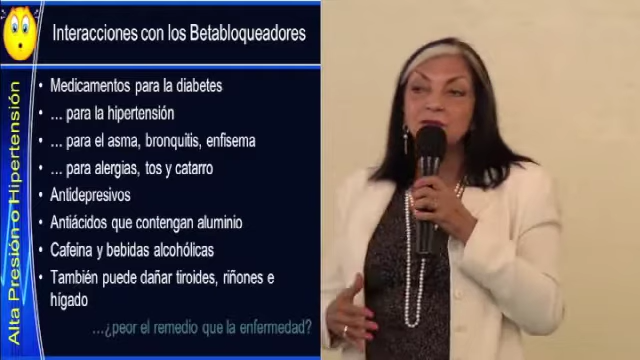 Interacciones con los Betabloqueadores
Alta Presión o Hipertensión
• Medicamentos para la diabetes
• … para la hipertensión
• … para el asma, bronquitis, enfisema
• … para alergias, tos y catarro
• Antidepresivos
• Antiácidos que contengan aluminio
• Cafeina y bebidas alcohólicas
• También puede dañar tiroides, riñones e
hígado
…¿peor el remedio que la enfermedad?